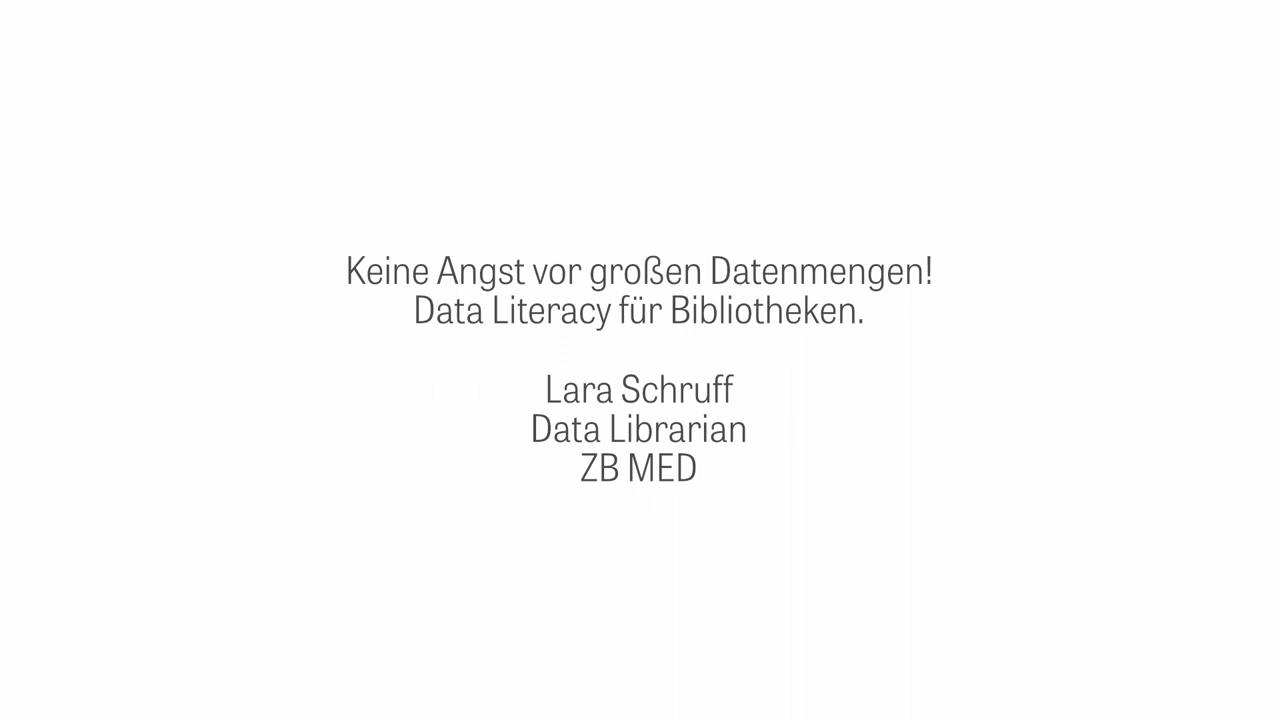 Keine Angst vor großen Datenmengen!
Data Literacy für Bibliotheken.
Lara Schruff
Data Librarian
ZB MED